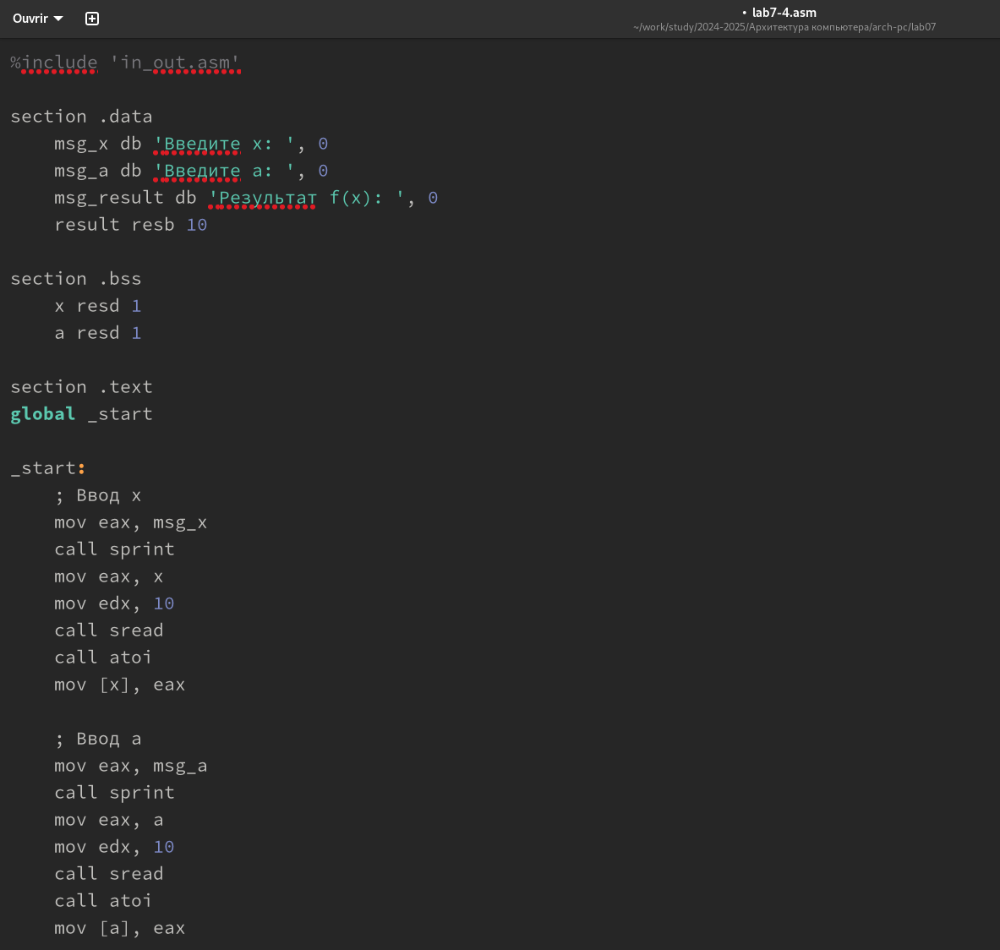 Ouvrir
• lab7-4.asm
~/work/study/2024-2025/Архитектура компьютера/arch-pc/lab07
%include 'in_out.asm'
section .data
msg_x db 'Введите x: ', 0
msg_a db 'Введите a: ', 0
msg_result db 'Результат f(x): ', 0
result resb 10
section .bss
x resd 1
a resd 1
section .text
global _start
_start:
; Ввод x
mov eax, msg_x
call sprint
mov eax, x
mov edx, 10
call sread
call atoi
mov [x], eax
; Ввод a
mov eax, msg_a
call sprint
mov eax, a
mov edx, 10
call sread
call atoi
mov [a], eax